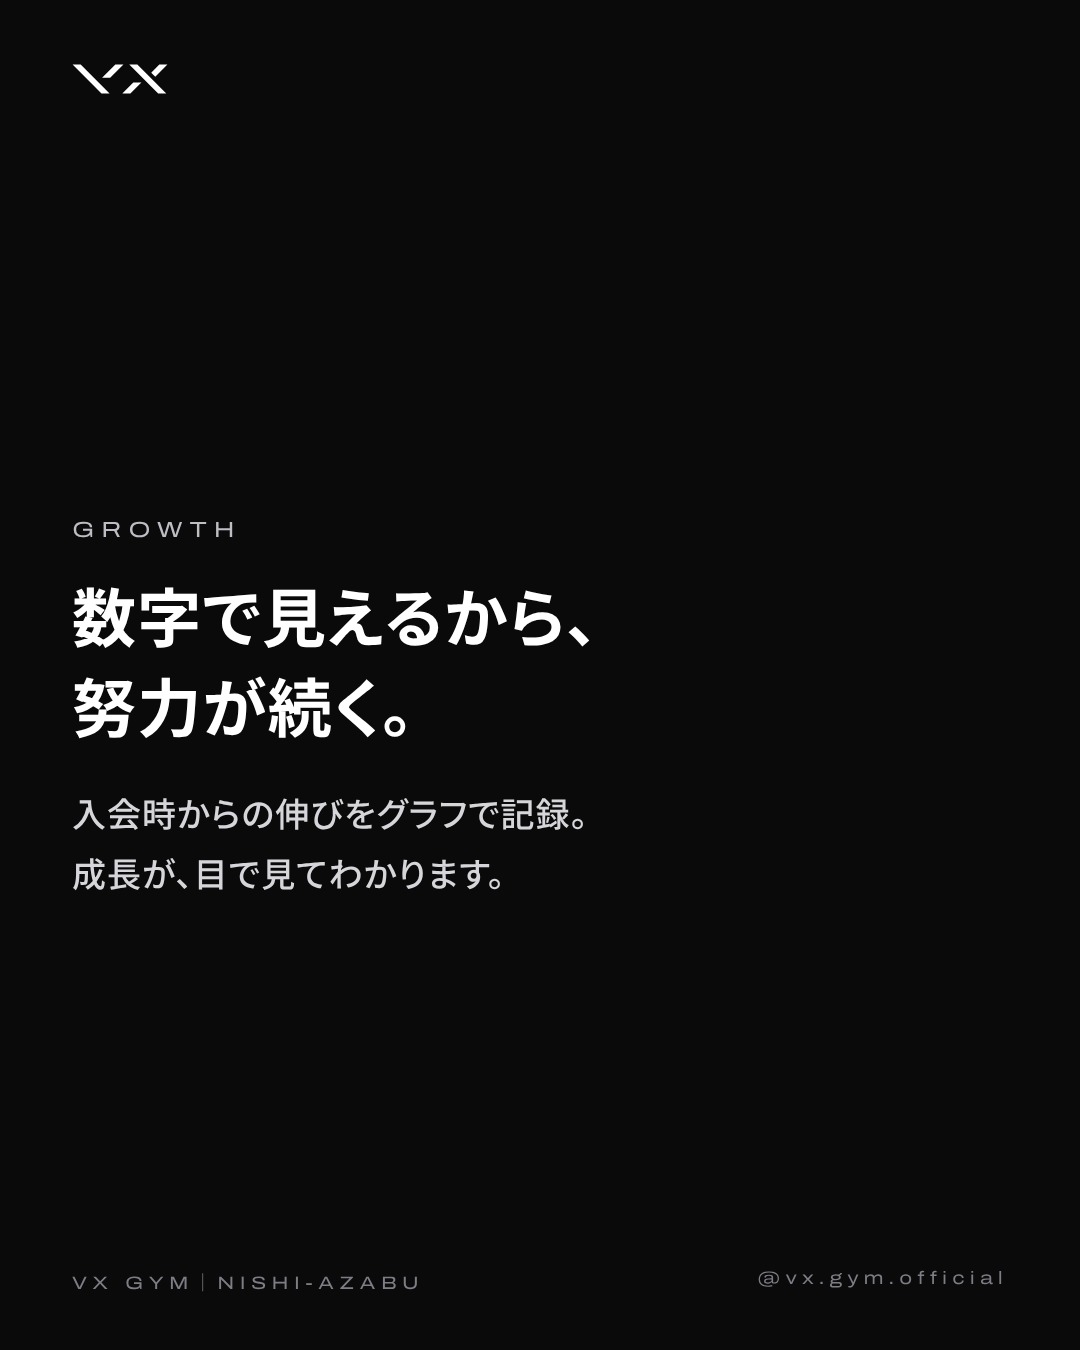 VX
GROWTH
数字で見えるから、
努力が続く。
入会時からの伸びをグラフで記録。
成長が、目で見てわかります。
VX GYM | NISHI-AZABU
@vx.gym.official